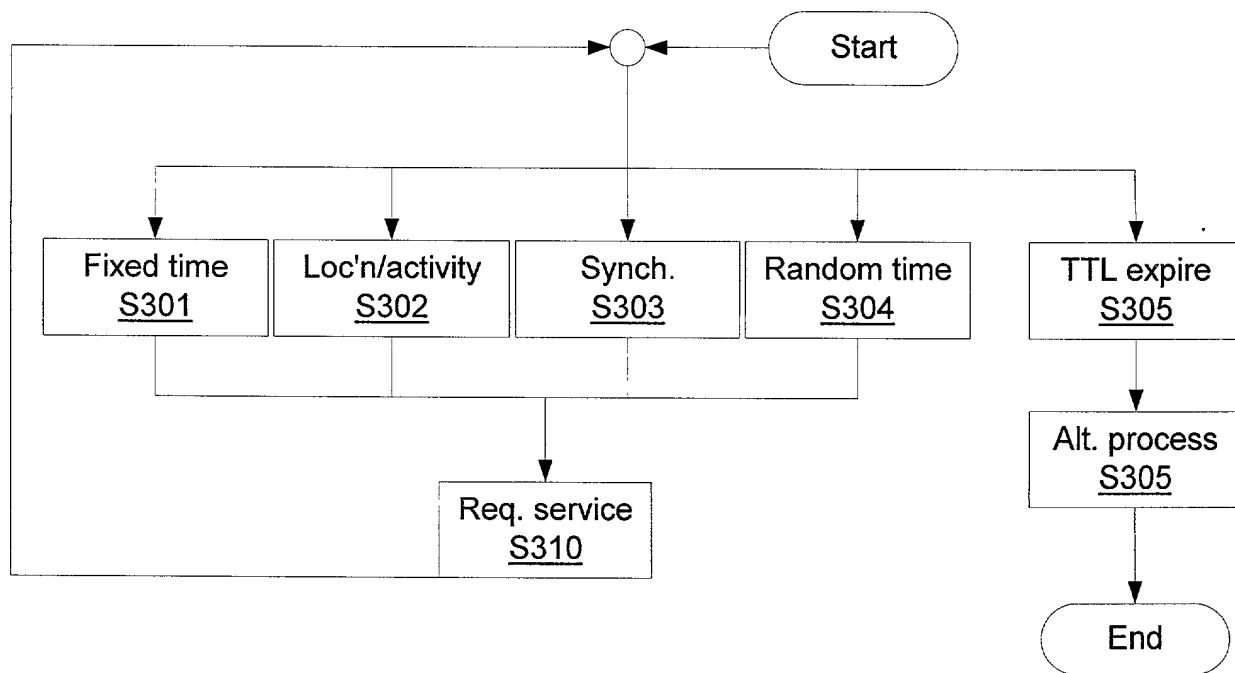 Start
Fixed time
S301
Loc'n/activity
S302
Synch.
S303
Random time
S304
TTL expire
S305
Alt. process
S305
Req. service
S310
End